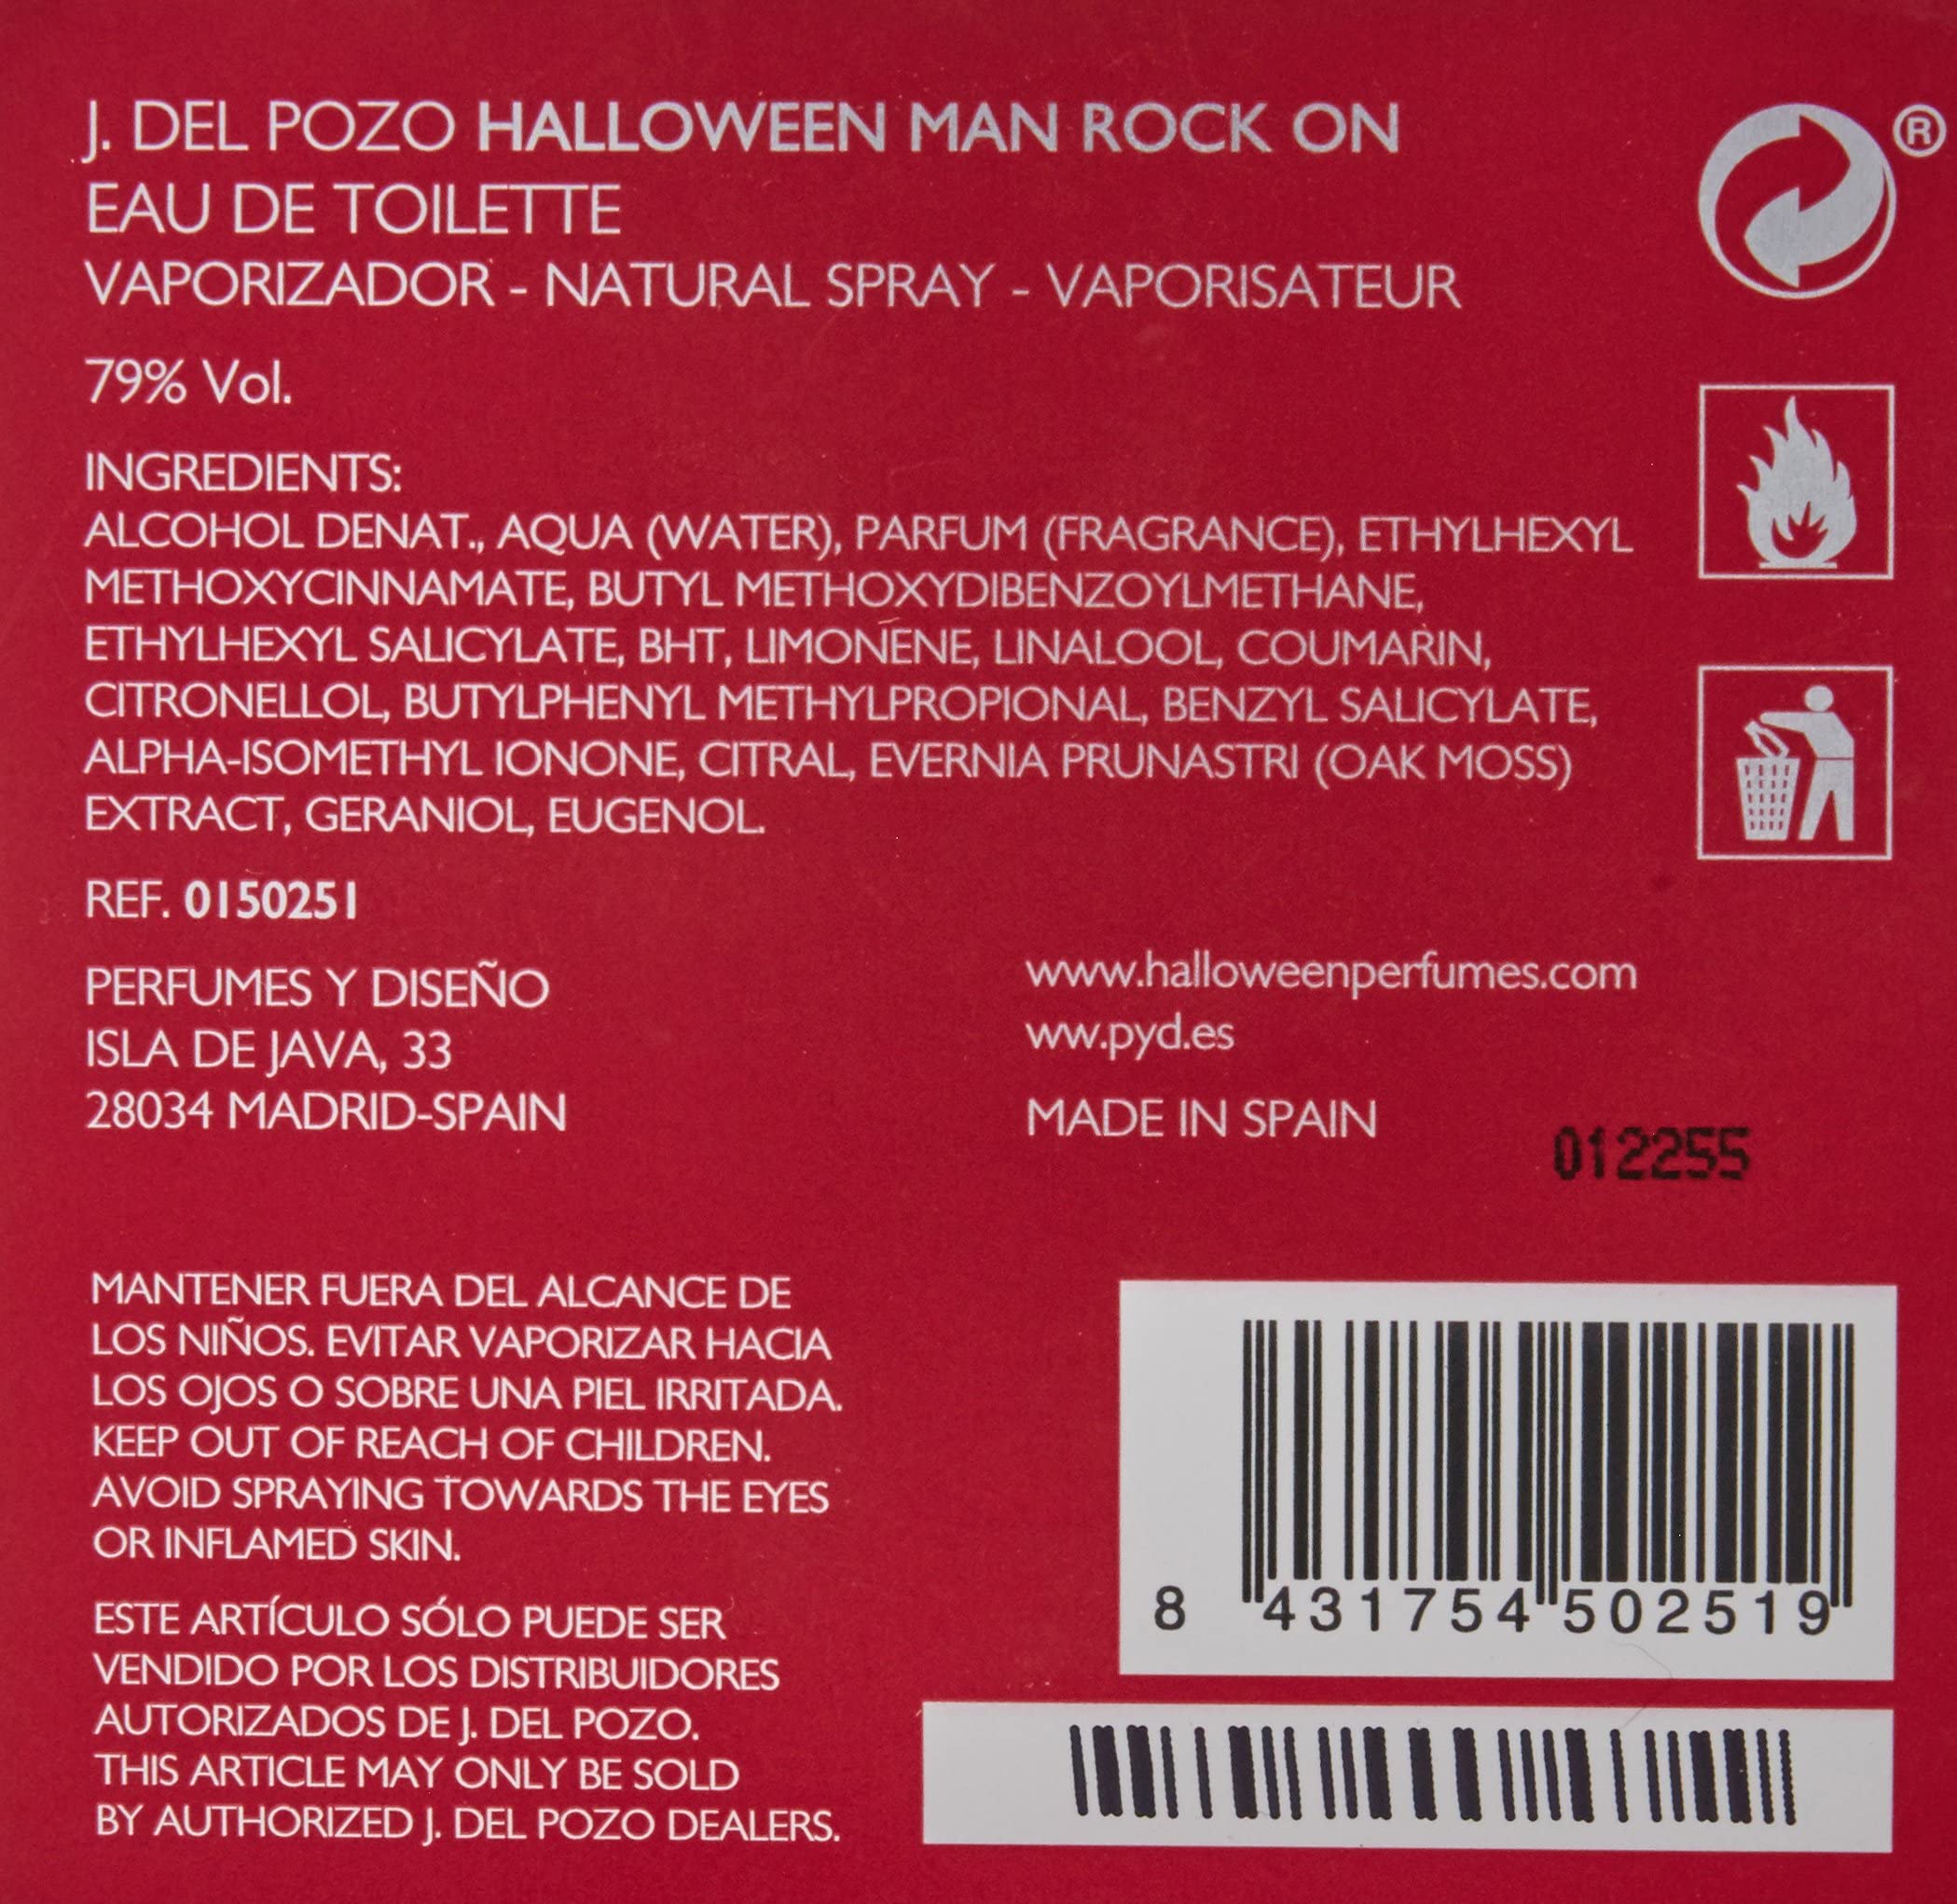 J. DEL POZO HALLOWEEN MAN ROCK ON
®
EAU DE TOILETTE
VAPORIZADOR - NATURAL SPRAY - VAPORISATEUR
79% Vol.
INGREDIENTS:
ALCOHOL DENAT., AQUA (WATER), PARFUM (FRAGRANCE), ETHYLHEXYL
METHOXYCINNAMATE, BUTYL METHOXYDIBENZOYLMETHANE,
ETHYLHEXYL SALICYLATE, BHT, LIMONENE, LINALOOL, COUMARIN,
CITRONELLOL, BUTYLPHENYL METHYLPROPIONAL, BENZYL SALICYLATE,
ALPHA-ISOMETHYL IONONE, CITRAL, EVERNIA PRUNASTRI (OAK MOSS)
EXTRACT, GERANIOL, EUGENOL.
REF. 0150251
PERFUMES Y DISEÑO
ISLA DE JAVA, 33
28034 MADRID-SPAIN
www.halloweenperfumes.com
ww.pyd.es
MADE IN SPAIN
012255
MANTENER FUERA DEL ALCANCE DE
LOS NIÑOS. EVITAR VAPORIZAR HACIA
LOS OJOS O SOBRE UNA PIEL IRRITADA.
KEEP OUT OF REACH OF CHILDREN.
AVOID SPRAYING TOWARDS THE EYES
OR INFLAMED SKIN.
ESTE ARTÍCULO SÓLO PUEDE SER
VENDIDO POR LOS DISTRIBUIDORES
AUTORIZADOS DE J. DEL POZO.
THIS ARTICLE MAY ONLY BE SOLD
BY AUTHORIZED J. DEL POZO DEALERS.
8 431754 502519